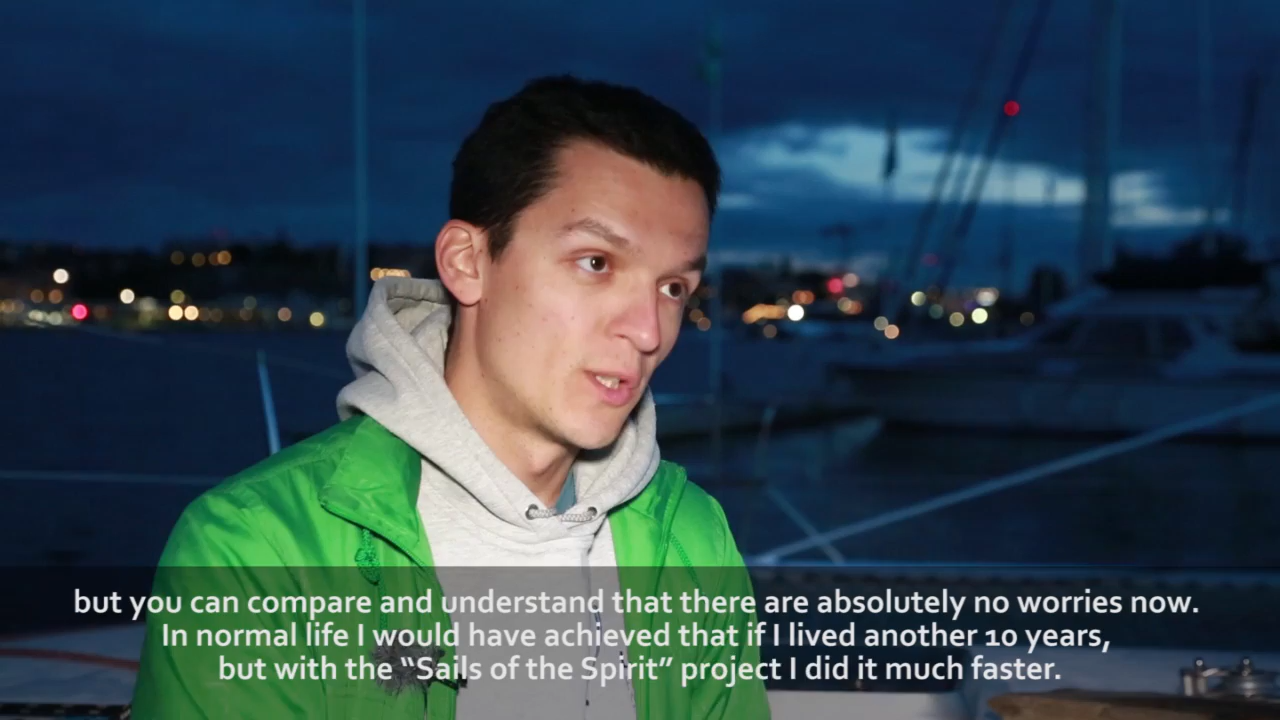 but you can compare and understand that there are absolutely no worries now.
In normal life I would have achieved that if I lived another 10 years,
but with the “Sails of the Spirit” project I did it much faster.